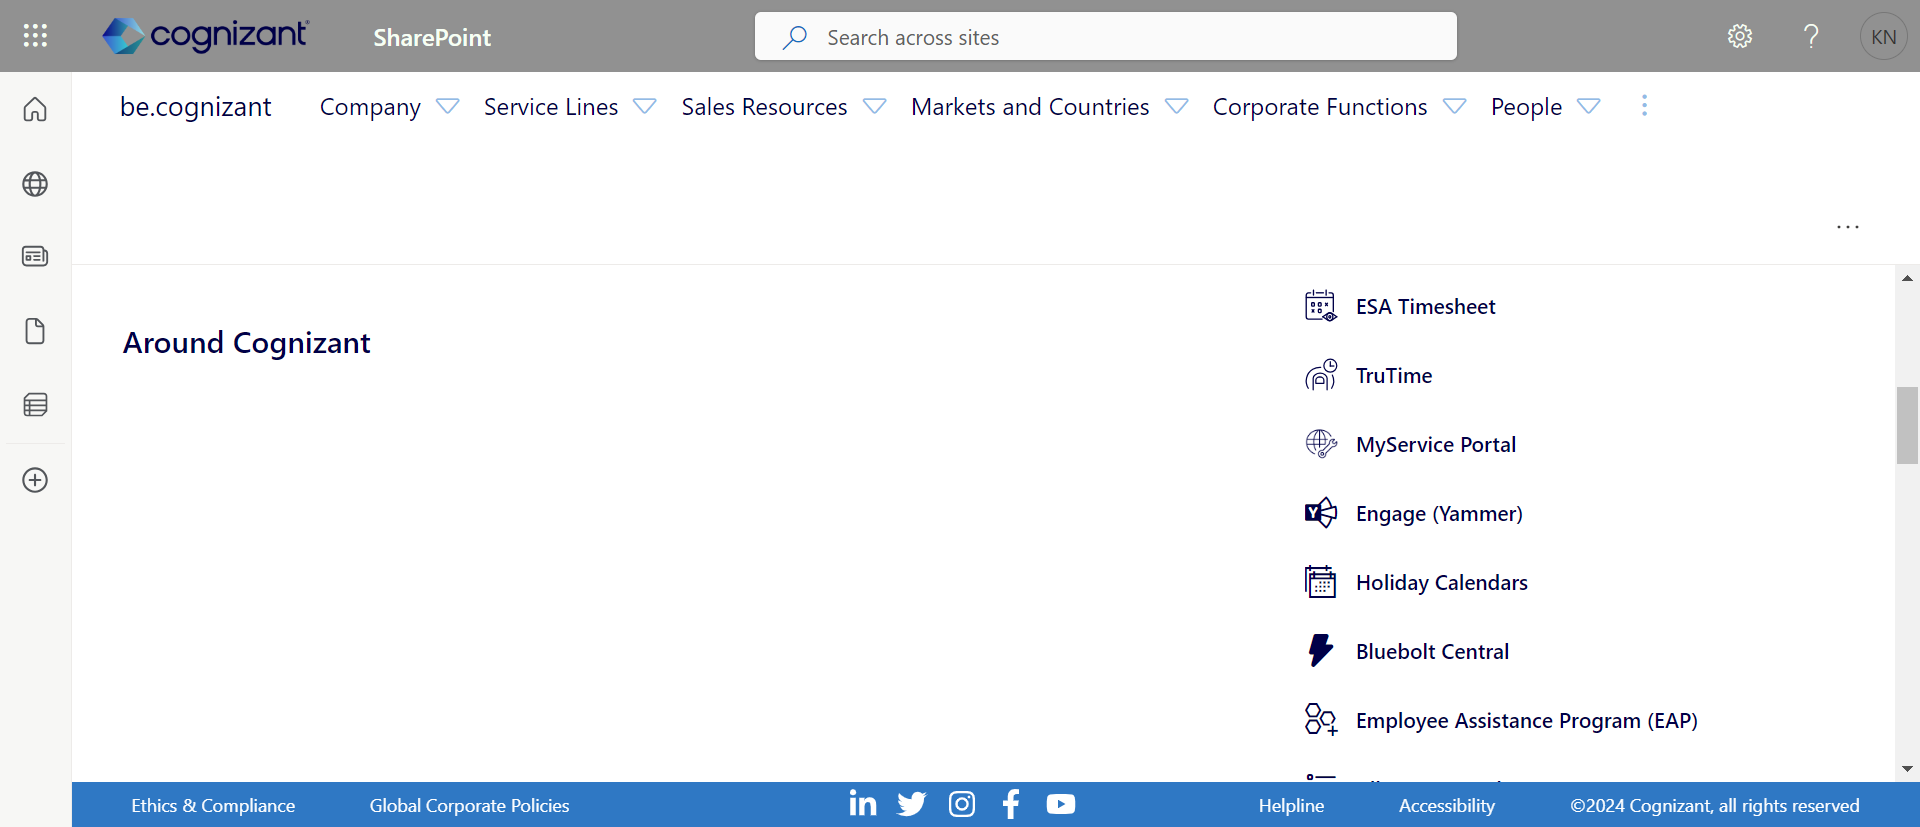 cognizant
SharePoint
Search across sites
KN
be.cognizant
Company
Service Lines
Sales Resources
Markets and Countries
Corporate Functions
People
ESA Timesheet
Around Cognizant
TruTime
MyService Portal
Engage (Yammer)
Holiday Calendars
Bluebolt Central
Employee Assistance Program (EAP)
Ethics & Compliance
Global Corporate Policies
Helpline
Accessibility
©2024 Cognizant, all rights reserved